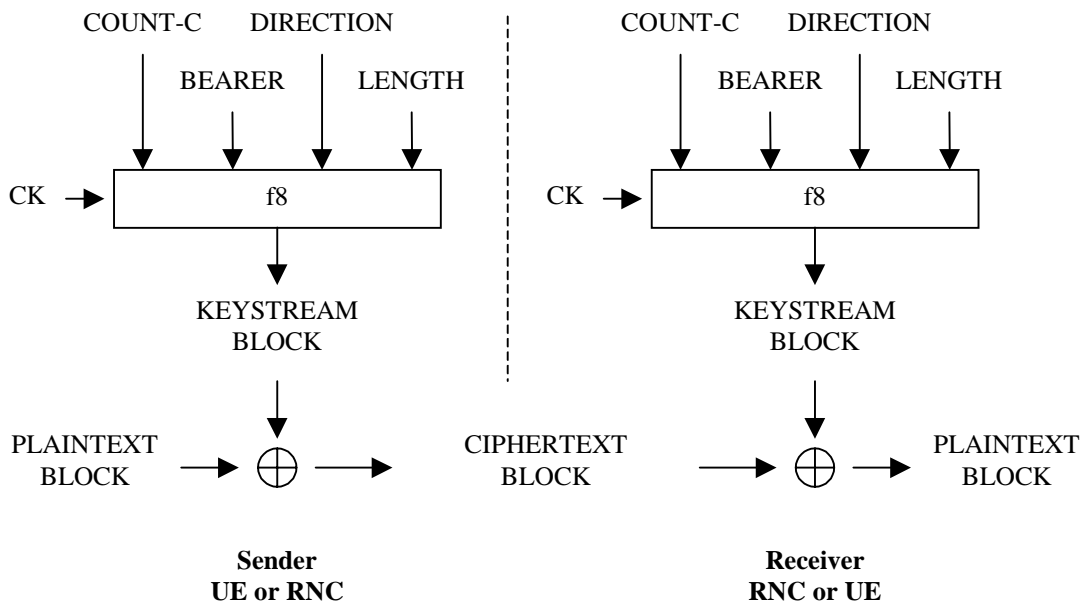 COUNT-C DIRECTION COUNT-C DIRECTION
BEARER LENGTH BEARER LENGTH
CK f8 CK f8
KEYSTREAM KEYSTREAM
BLOCK BLOCK
PLAINTEXT CIPHERTEXT PLAINTEXT
BLOCK BLOCK BLOCK
Sender Receiver
UE or RNC RNC or UE